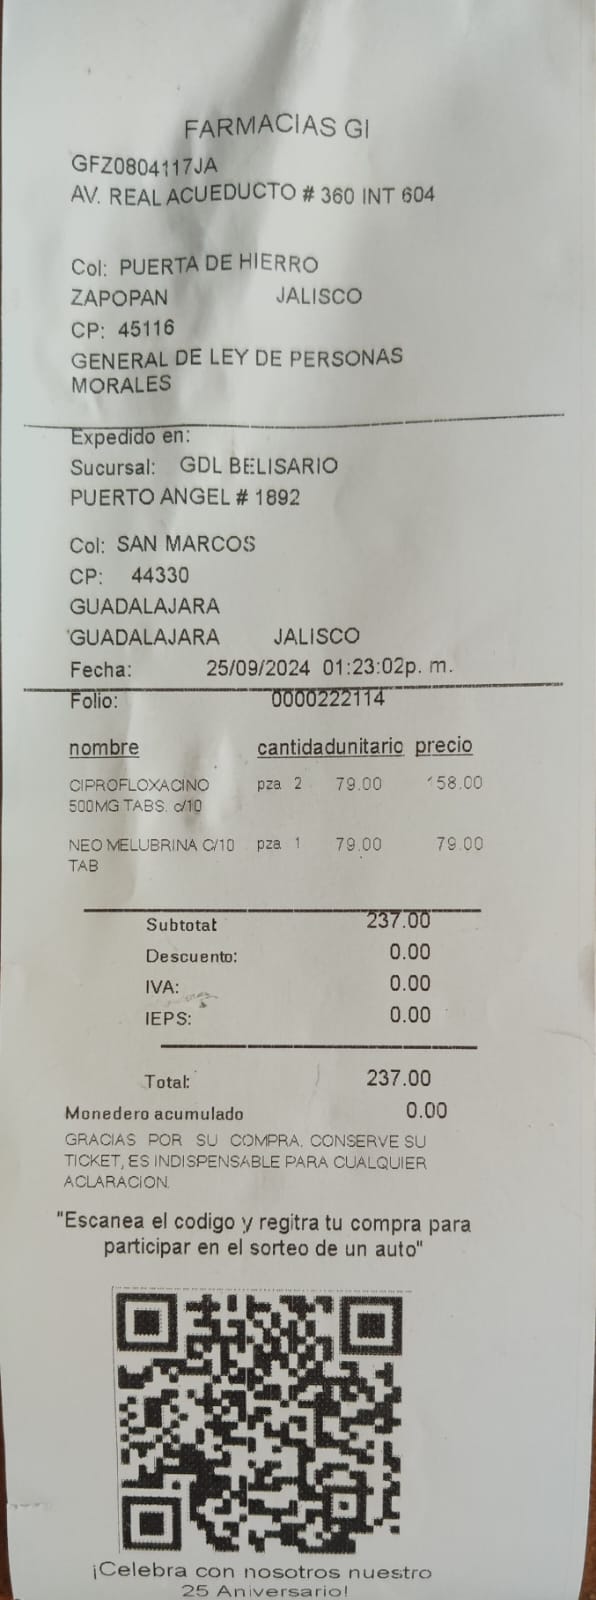 FARMACIAS GI
GFZ0804117JA
AV. REAL ACUEDUCTO # 360 INT 604
Col: PUERTA DE HIERRO
ZAPOPAN JALISCO
CP: 45116
GENERAL DE LEY DE PERSONAS
MORALES
Expedido en:
Sucursal: GDL BELISARIO
PUERTO ANGEL # 1892
Col: SAN MARCOS
CP: 44330
GUADALAJARA
GUADALAJARA JALISCO
Fecha: 25/09/2024 01:23:02p. m.
Folio: 0000222114
nombre cantidadunitario precio
CIPROFLOXACINO pza 2 79.00 158.00
500MG TABS. c/10
NEO MELUBRINA C/10 pza 1 79.00 79.00
TAB
Subtotal: 237.00
Descuento: 0.00
IVA: 0.00
IEPS: 0.00
Total: 237.00
Monedero acumulado 0.00
GRACIAS POR SU COMPRA. CONSERVE SU
TICKET, ES INDISPENSABLE PARA CUALQUIER
ACLARACION.
"Escanea el codigo y regitra tu compra para
participar en el sorteo de un auto"
¡Celebra con nosotros nuestro
25 Aniversario!